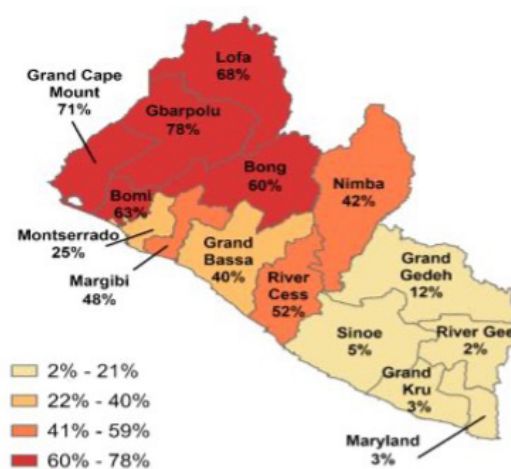 Lofa
68%
Grand Cape
Mount
71%
Gbarpolu
78%
Bong
60%
Nimba
42%
Bomi
63%
Montserrado
25%
Margibi
48%
Grand
Bassa
40%
River
Cess
52%
Grand
Gedeh
12%
Sinoe
5%
River Gee
2%
Grand
Kru
3%
Maryland
3%
2% - 21%
22% - 40%
41% - 59%
60% - 78%